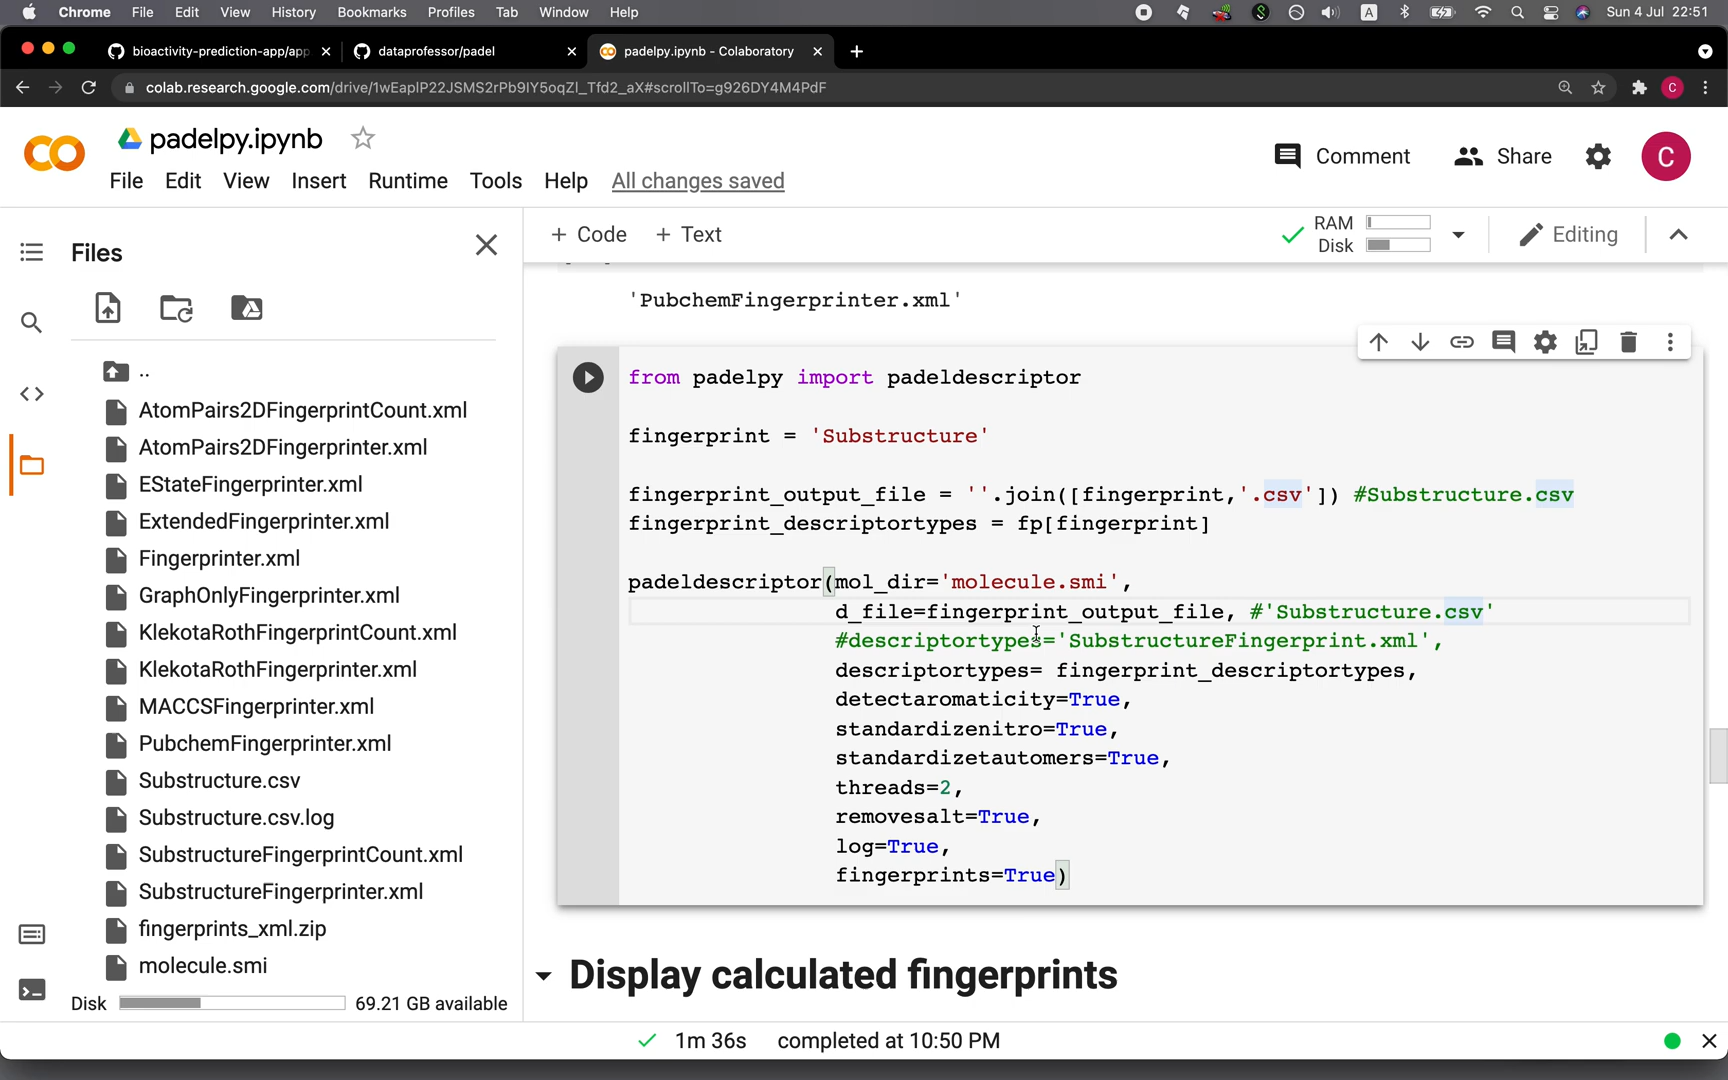 Chrome File Edit View History Bookmarks Profiles Tab Window Help A Sun 4 Jul 22:51
bioactivity-prediction-app/app dataprofessor/padel padelpy.ipynb - Colaboratory
colab.research.google.com/drive/1wEaplP22JSMS2rPb9IY5oqZl_Tfd2_aX#scrollTo=g926DY4M4PdF C
padelpy.ipynb
Comment Share C
File Edit View Insert Runtime Tools Help All changes saved
Files
+ Code + Text
RAM
Disk
Editing
..
AtomPairs2DFingerprintCount.xml
AtomPairs2DFingerprinter.xml
EStateFingerprinter.xml
ExtendedFingerprinter.xml
Fingerprinter.xml
GraphOnlyFingerprinter.xml
KlekotaRothFingerprintCount.xml
KlekotaRothFingerprinter.xml
MACCSFingerprinter.xml
PubchemFingerprinter.xml
Substructure.csv
Substructure.csv.log
SubstructureFingerprintCount.xml
SubstructureFingerprinter.xml
fingerprints_xml.zip
molecule.smi
Disk 69.21 GB available
'PubchemFingerprinter.xml'
from padelpy import padeldescriptor
fingerprint = 'Substructure'
fingerprint_output_file = ''.join([fingerprint,'.csv']) #Substructure.csv
fingerprint_descriptortypes = fp[fingerprint]
padeldescriptor(mol_dir='molecule.smi',
d_file=fingerprint_output_file, #'Substructure.csv'
#descriptortypes='SubstructureFingerprint.xml',
descriptortypes= fingerprint_descriptortypes,
detectaromaticity=True,
standardizenitro=True,
standardizetautomers=True,
threads=2,
removesalt=True,
log=True,
fingerprints=True)
Display calculated fingerprints
1m 36s completed at 10:50 PM